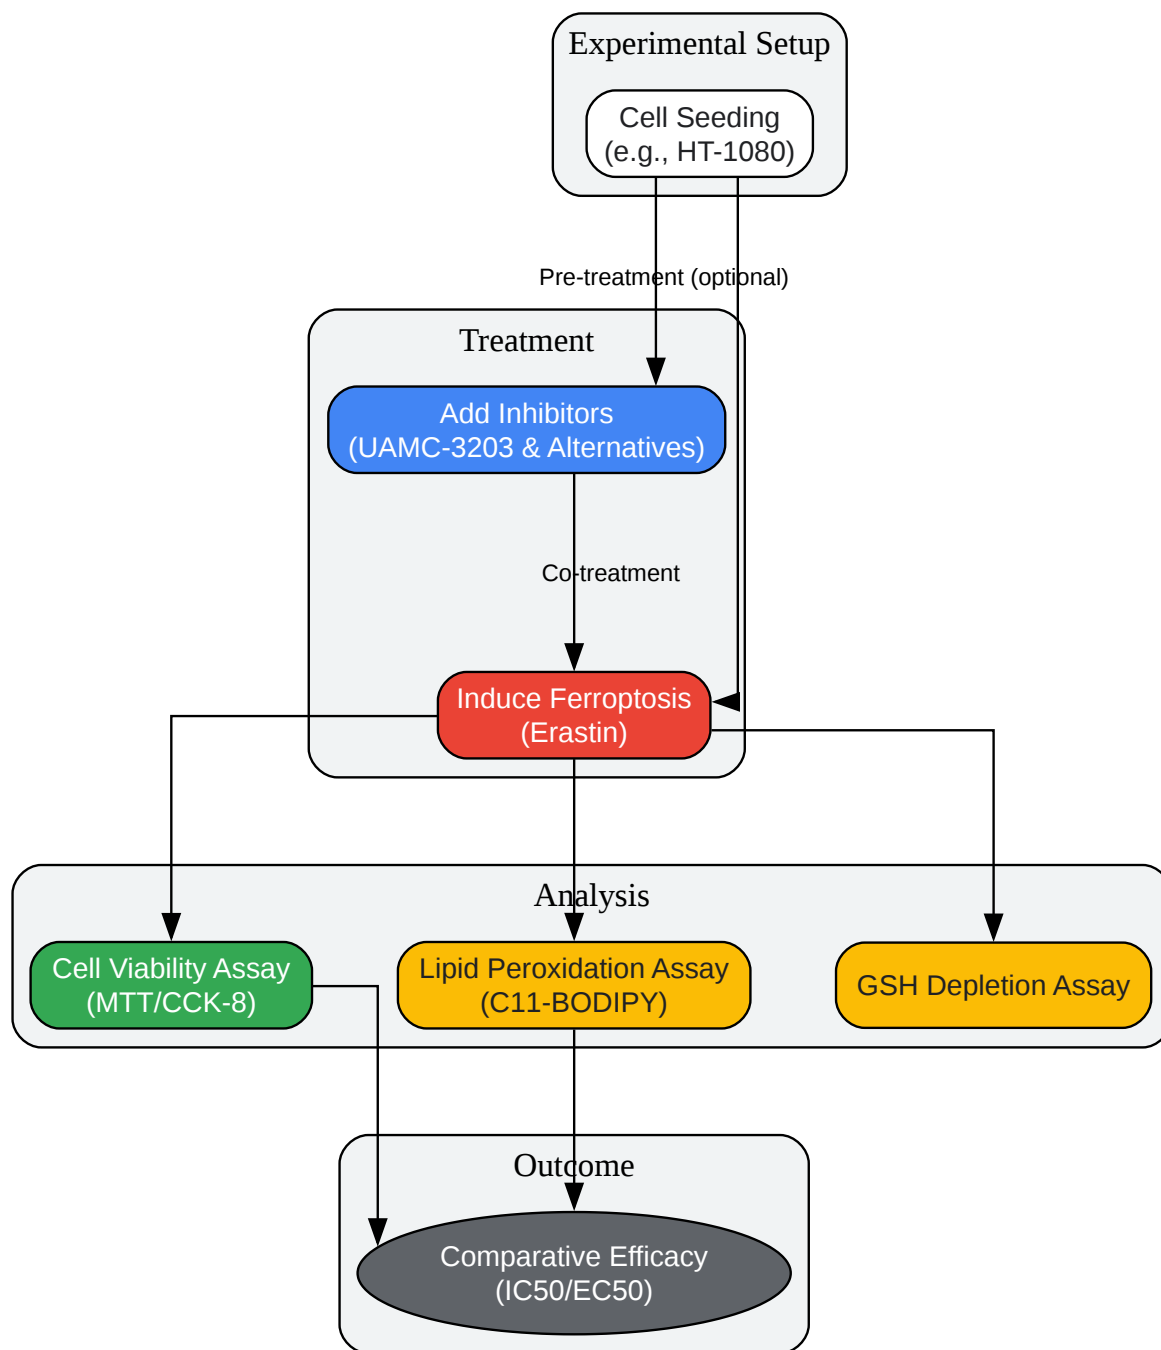 Experimental Setup
Cell Seeding
(e.g., HT-1080)
Pre-treatment (optional)
Treatment
Add Inhibitors
(UAMC-3203 & Alternatives)
Co-treatment
Induce Ferroptosis
(Erastin)
Analysis
Cell Viability Assay
(MTT/CCK-8)
Lipid Peroxidation Assay
(C11-BODIPY)
GSH Depletion Assay
Outcome
Comparative Efficacy
(IC50/EC50)